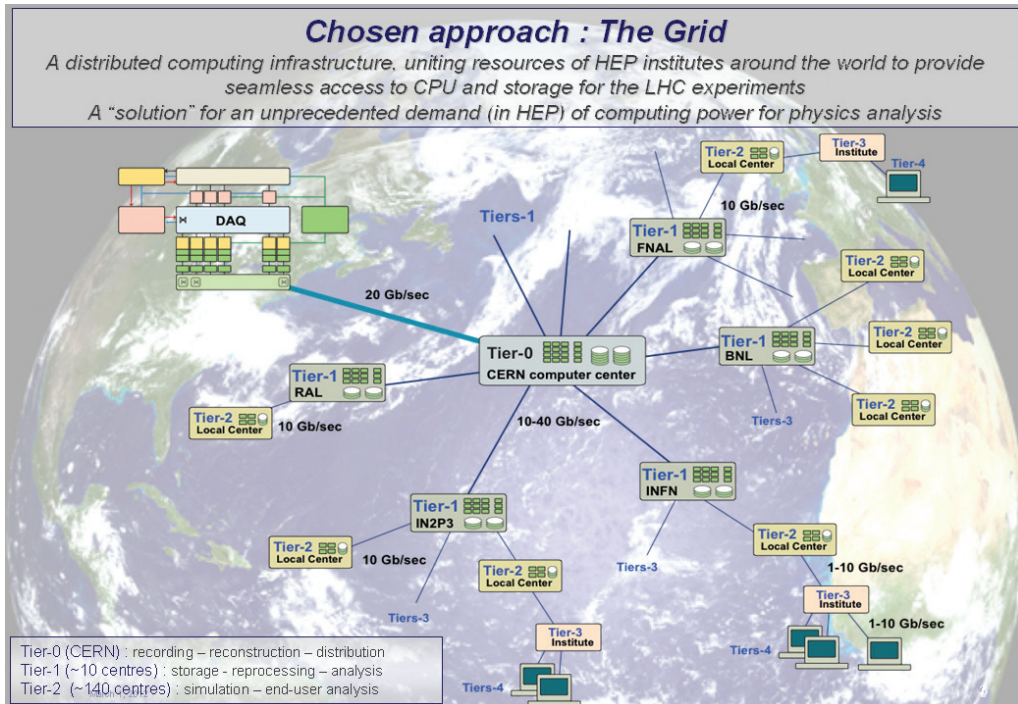 Chosen approach : The Grid
A distributed computing infrastructure, uniting resources of HEP institutes around the world to provide
seamless access to CPU and storage for the LHC experiments
A “solution” for an unprecedented demand (in HEP) of computing power for physics analysis
Tier-2
Local Center
Tier-3
Institute
Tier-4
DAQ
Tiers-1
10 Gb/sec
Tier-1
FNAL
Tier-2
Local Center
20 Gb/sec
Tier-2
Local Center
Tier-0
CERN computer center
Tier-1
BNL
Tier-1
RAL
Tier-2
Local Center
10 Gb/sec
10-40 Gb/sec
Tiers-3
Tier-2
Local Center
Tier-1
INFN
Tier-1
IN2P3
Tier-2
Local Center
10 Gb/sec
Tier-2
Local Center
Tier-2
Local Center
Tiers-3
1-10 Gb/sec
Tiers-3
Tier-3
Institute
1-10 Gb/sec
Tier-3
Institute
Tiers-4
Tiers-4
Tier-0 (CERN) : recording – reconstruction – distribution
Tier-1 (~10 centres) : storage - reprocessing – analysis
Tier-2 (~140 centres) : simulation – end-user analysis